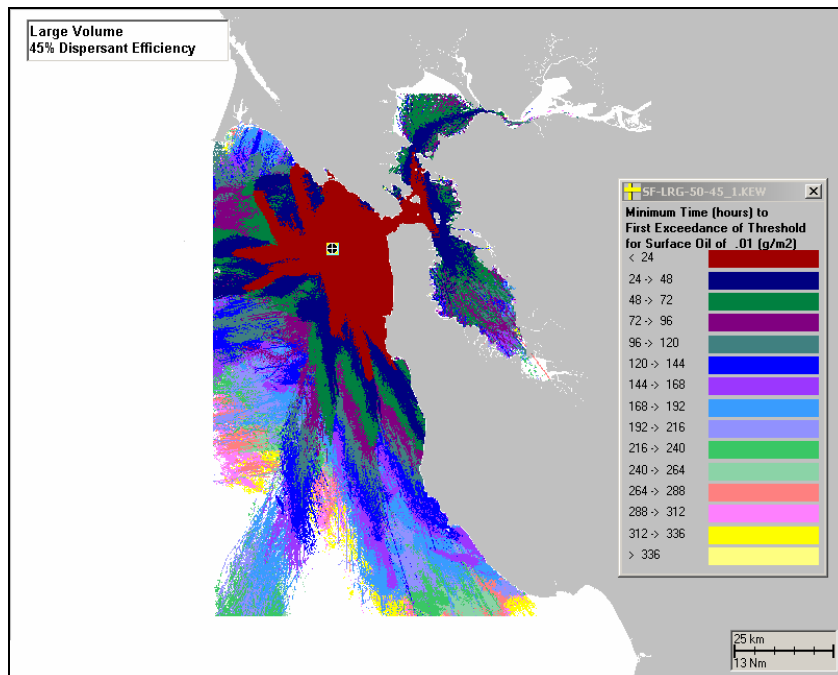 Large Volume
45% Dispersant Efficiency
SF-LRG-50-45_1.KEW
Minimum Time (hours) to
First Exceedance of Threshold
for Surface Oil of .01 (g/m2)
< 24
24 -> 48
48 -> 72
72 -> 96
96 -> 120
120 -> 144
144 -> 168
168 -> 192
192 -> 216
216 -> 240
240 -> 264
264 -> 288
288 -> 312
312 -> 336
> 336
25 km
13 Nm